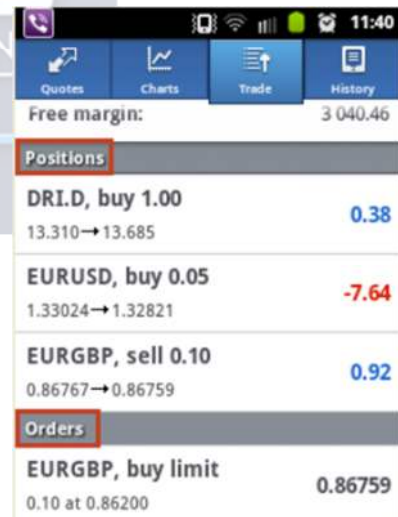 11:40
Quotes Charts Trade History
Free margin: 3 040.46
Positions
DRI.D, buy 1.00 0.38
13.310→13.685
EURUSD, buy 0.05 -7.64
1.33024→1.32821
EURGBP, sell 0.10 0.92
0.86767→0.86759
Orders
EURGBP, buy limit 0.86759
0.10 at 0.86200